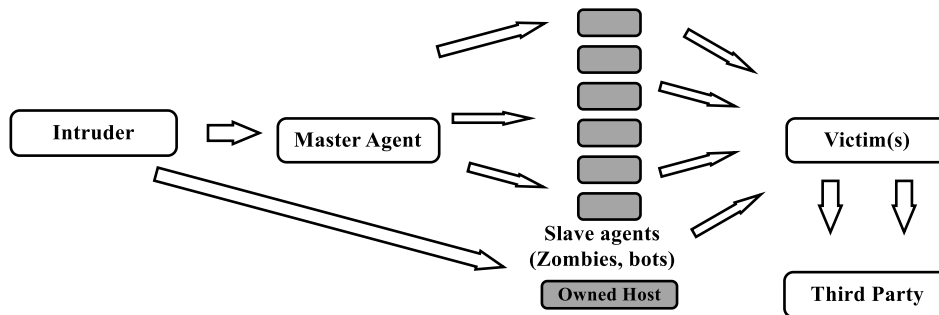 Intruder
Master Agent
Slave agents
(Zombies, bots)
Owned Host
Victim(s)
Third Party